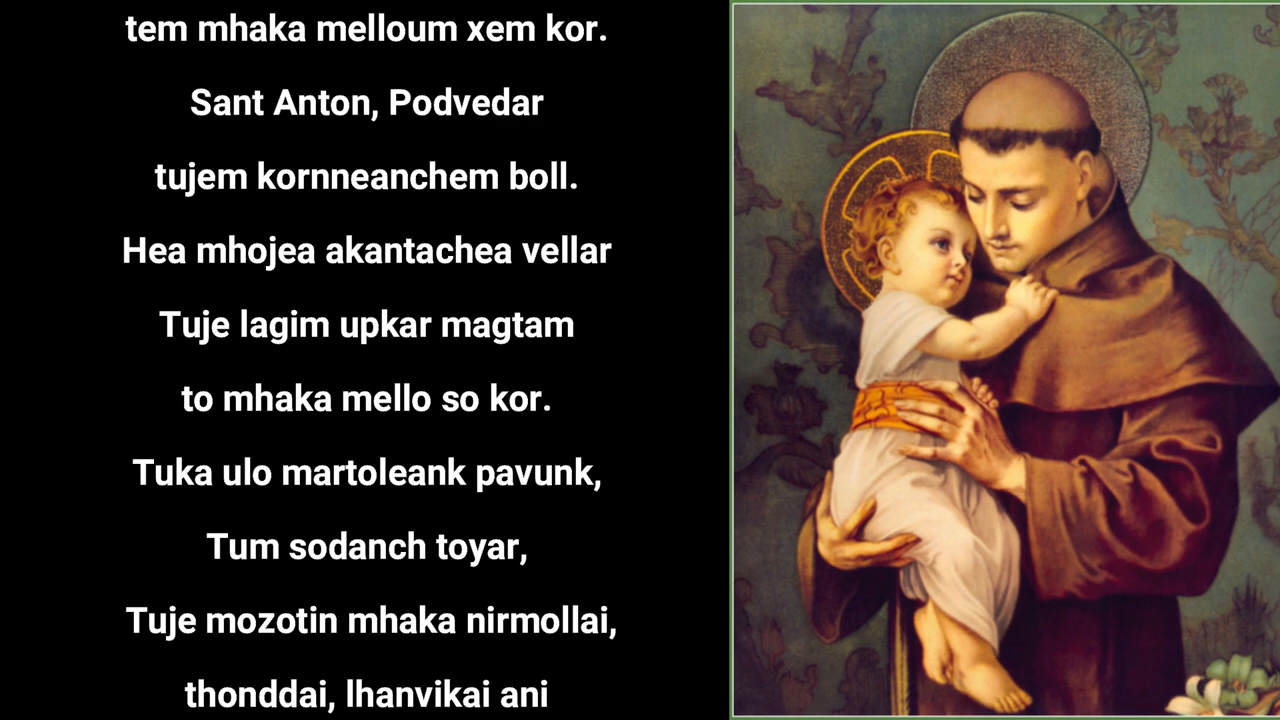 tem mhaka melloum xem kor.
Sant Anton, Podvedar
tujem kornneanchem boll.
Hea mhojea akantachea vellar
Tuje lagim upkar magtam
to mhaka mello so kor.
Tuka ulo martoleank pavunk,
Tum sodanch toyar,
Tuje mozotin mhaka nirmollai,
thonddai, lhanvikai ani